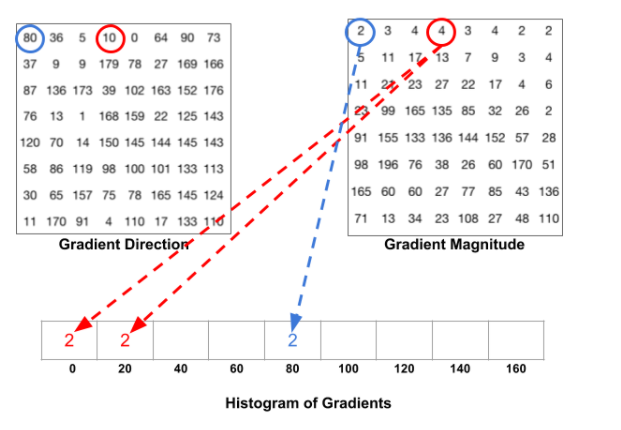 80 36 5 10 0 64 90 73
37 9 9 179 78 27 169 166
87 136 173 39 102 163 152 176
76 13 1 168 159 22 125 143
120 70 14 150 145 144 145 143
58 86 119 98 100 101 133 113
30 65 157 75 78 165 145 124
11 170 91 4 110 17 133 110
Gradient Direction
2 3 4 4 3 4 2 2
5 11 17 13 7 9 3 4
11 21 23 27 22 17 4 6
23 99 165 135 85 32 26 2
91 155 133 136 144 152 57 28
98 196 76 38 26 60 170 51
165 60 60 27 77 85 43 136
71 13 34 23 108 27 48 110
Gradient Magnitude
2 2 2
0 20 40 60 80 100 120 140 160
Histogram of Gradients